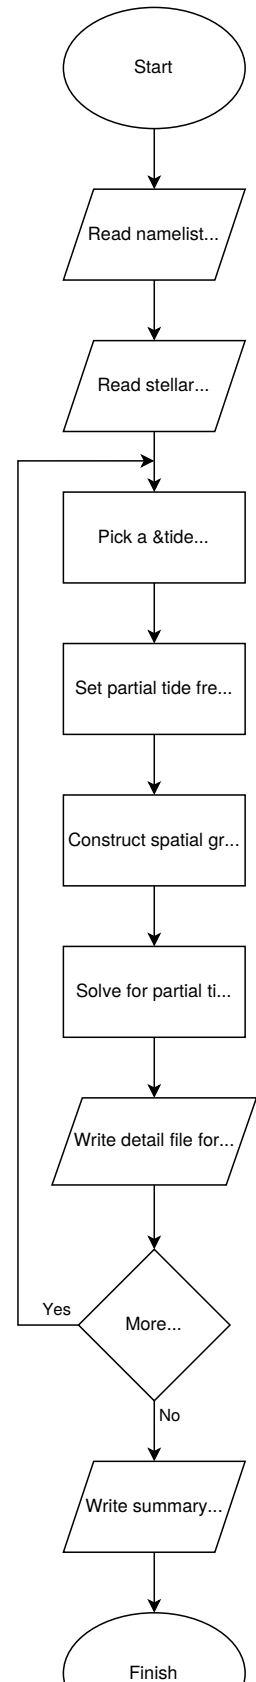 Start
Read namelist...
Read stellar...
Pick a &tide...
Set partial tide fre...
Construct spatial gr...
Solve for partial ti...
Write detail file for...
Yes
More...
No
Write summary...
Finish